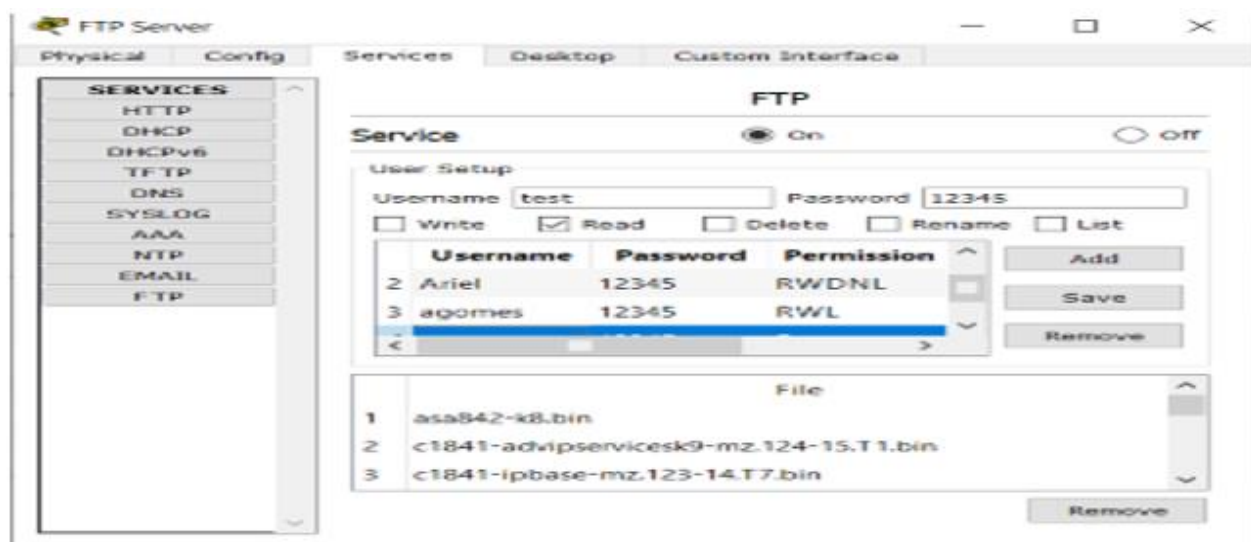 FTP Server
Physical Config Services Desktop Custom Interface
SERVICES
HTTP
DHCP
DHCPv6
TFTP
DNS
SYSLOG
AAA
NTP
EMAIL
FTP
FTP
Service On Off
User Setup
Username test Password 12345
Write Read Delete Rename List
Username Password Permission
2 Ariel 12345 RWDNL
3 agomes 12345 RWL
Add
Save
Remove
File
1 asa842-k8.bin
2 c1841-advipservicesk9-mz.124-15.T1.bin
3 c1841-ipbase-mz.123-14.T7.bin
Remove